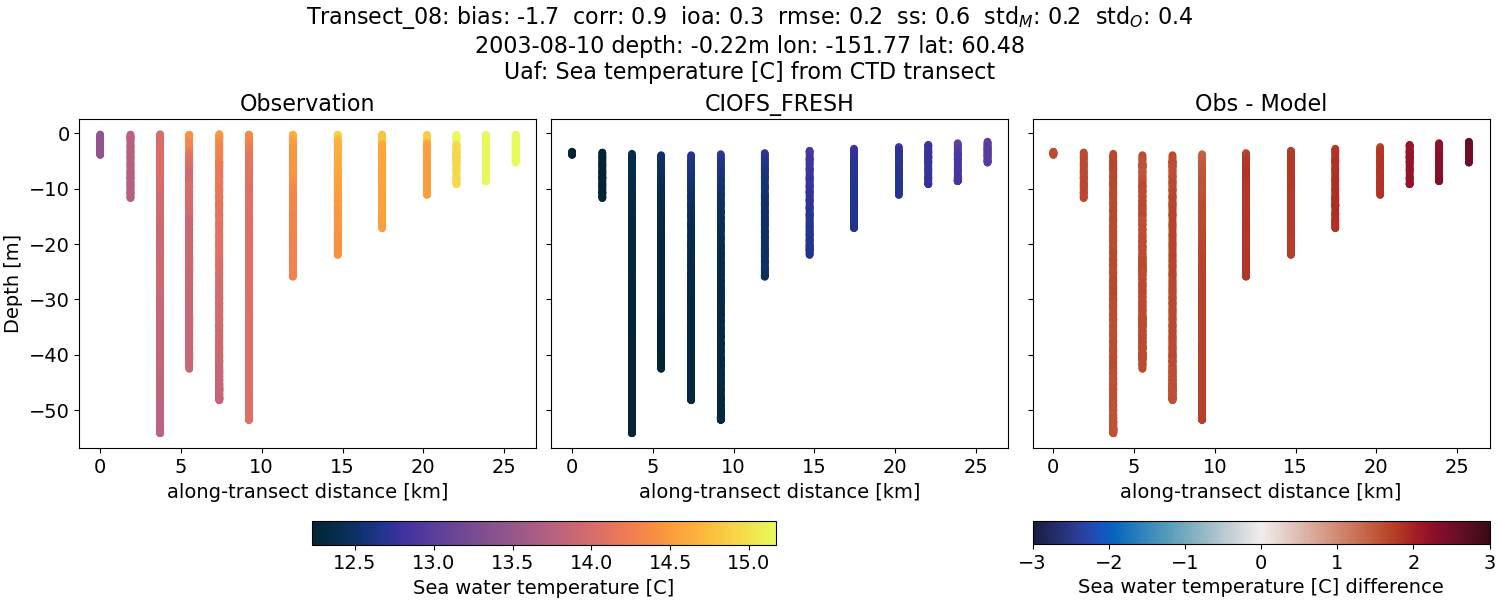 Transect_08: bias: -1.7  corr: 0.9  ioa: 0.3  rmse: 0.2  ss: 0.6  std_M: 0.2  std_O: 0.4
2003-08-10 depth: -0.22m lon: -151.77 lat: 60.48
Uaf: Sea temperature [C] from CTD transect
Observation
CIOFS_FRESH
Obs - Model
0
−10
−20
−30
−40
−50
Depth [m]
0 5 10 15 20 25
0 5 10 15 20 25
0 5 10 15 20 25
along-transect distance [km]
along-transect distance [km]
along-transect distance [km]
12.5 13.0 13.5 14.0 14.5 15.0
−3 −2 −1 0 1 2 3
Sea water temperature [C]
Sea water temperature [C] difference